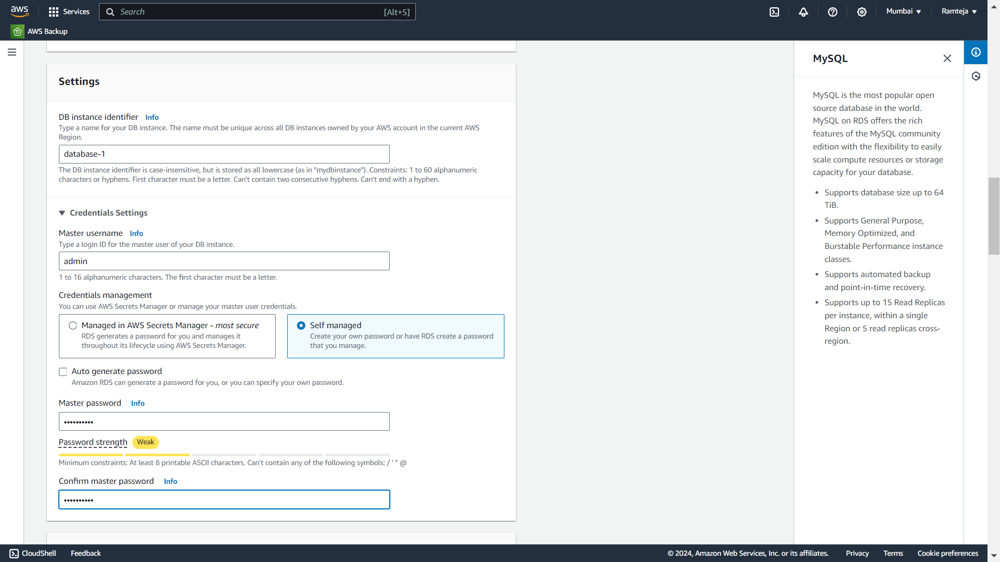 aws
Services
Search
[Alt+S]
Mumbai ▼
Ramteja ▼
AWS Backup
Settings
DB instance identifier Info
Type a name for your DB instance. The name must be unique across all DB instances owned by your AWS account in the current AWS
Region.
database-1
The DB instance identifier is case-insensitive, but is stored as all lowercase (as in "mydbinstance"). Constraints: 1 to 60 alphanumeric
characters or hyphens. First character must be a letter. Can't contain two consecutive hyphens. Can't end with a hyphen.
▼ Credentials Settings
Master username Info
Type a login ID for the master user of your DB instance.
admin
1 to 16 alphanumeric characters. The first character must be a letter.
Credentials management
You can use AWS Secrets Manager or manage your master user credentials.
Managed in AWS Secrets Manager - most secure
RDS generates a password for you and manages it
throughout its lifecycle using AWS Secrets Manager.
Self managed
Create your own password or have RDS create a password
that you manage.
Auto generate password
Amazon RDS can generate a password for you, or you can specify your own password.
Master password Info
••••••••••
Password strength Weak
Minimum constraints: At least 8 printable ASCII characters. Can't contain any of the following symbols: / ' " @
Confirm master password Info
••••••••••
MySQL
MySQL is the most popular open
source database in the world.
MySQL on RDS offers the rich
features of the MySQL community
edition with the flexibility to easily
scale compute resources or storage
capacity for your database.
• Supports database size up to 64
TiB.
• Supports General Purpose,
Memory Optimized, and
Burstable Performance instance
classes.
• Supports automated backup
and point-in-time recovery.
• Supports up to 15 Read Replicas
per instance, within a single
Region or 5 read replicas cross-
region.
CloudShell
Feedback
© 2024, Amazon Web Services, Inc. or its affiliates.
Privacy
Terms
Cookie preferences